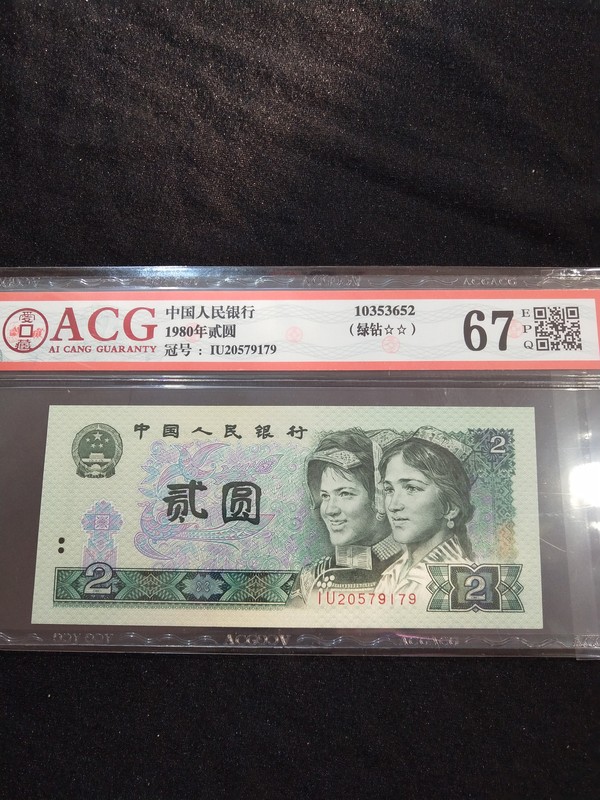 ACG
AI CANG GUARANTY
中国人民银行
1980年贰圆
冠号：IU20579179
10353652
（绿钻☆☆）
67
EPQ
中国人民银行
2
贰圆
2
IU20579179
2